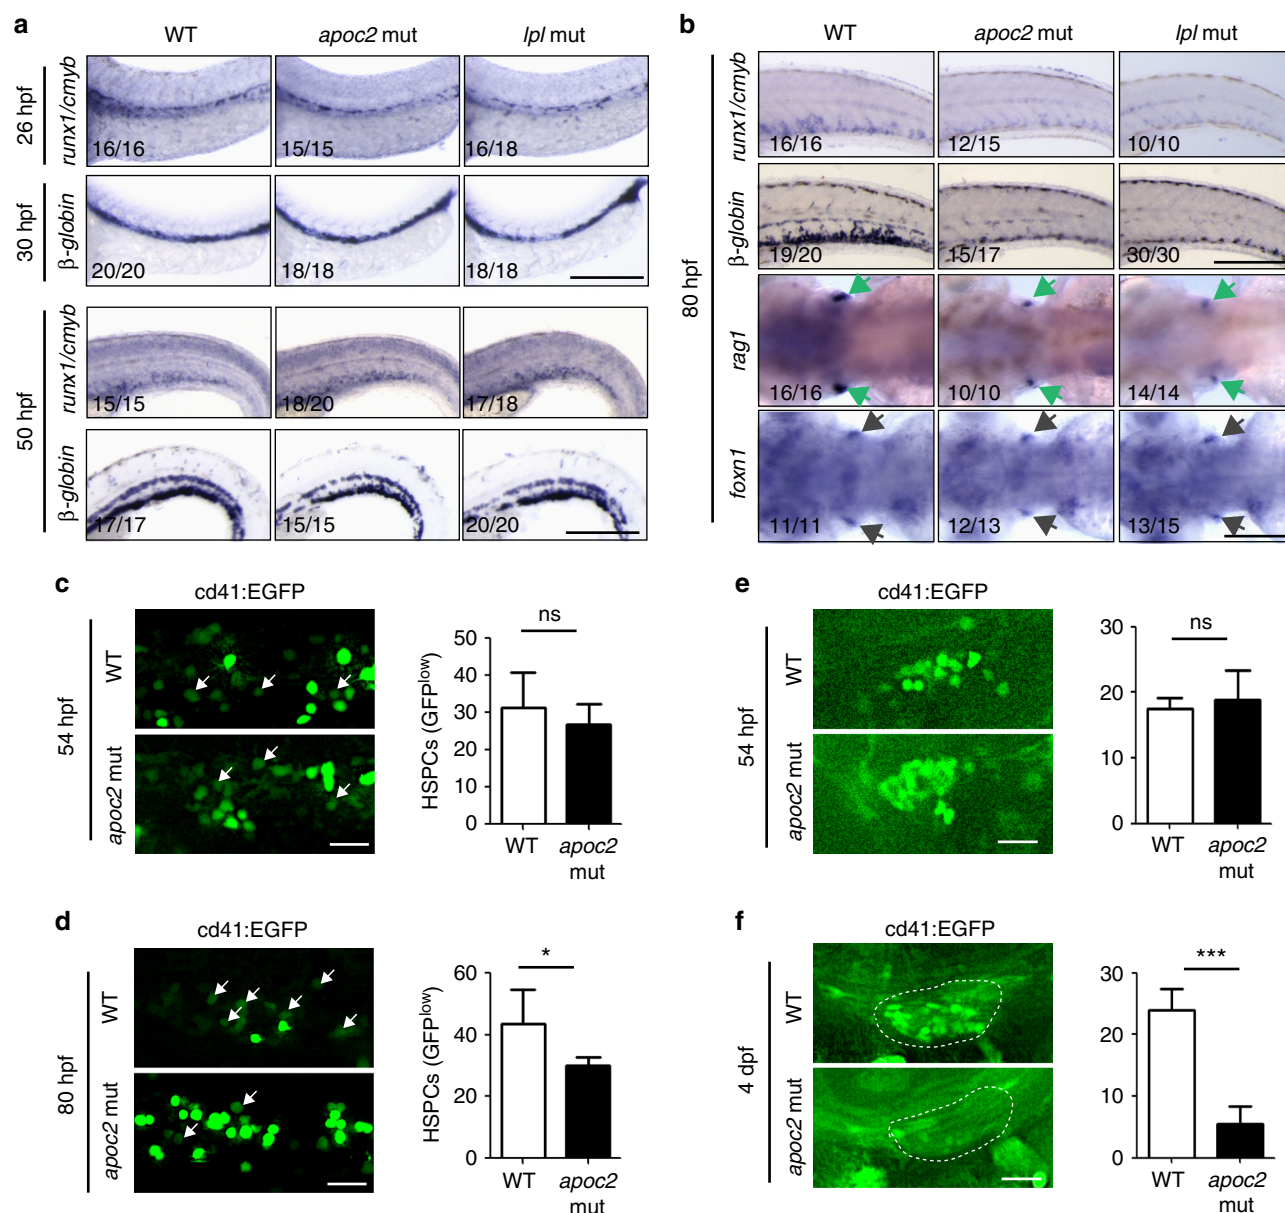 a
WT
apoc2 mut
lpl mut
26 hpf
runx1/cmyb
16/16
15/15
16/18
30 hpf
β-globin
20/20
18/18
18/18
50 hpf
runx1/cmyb
15/15
18/20
17/18
β-globin
17/17
15/15
20/20
b
WT
apoc2 mut
lpl mut
80 hpf
runx1/cmyb
16/16
12/15
10/10
β-globin
19/20
15/17
30/30
rag1
16/16
10/10
14/14
foxn1
11/11
12/13
13/15
c
cd41:EGFP
54 hpf
WT
apoc2 mut
HSPCs (GFPlow)
50
40
30
20
10
0
ns
WT
apoc2
mut
d
cd41:EGFP
80 hpf
WT
apoc2 mut
HSPCs (GFPlow)
60
40
20
0
*
WT
apoc2
mut
e
cd41:EGFP
54 hpf
WT
apoc2 mut
30
20
10
0
ns
WT
apoc2
mut
f
cd41:EGFP
4 dpf
WT
apoc2 mut
30
20
10
0
***
WT
apoc2
mut